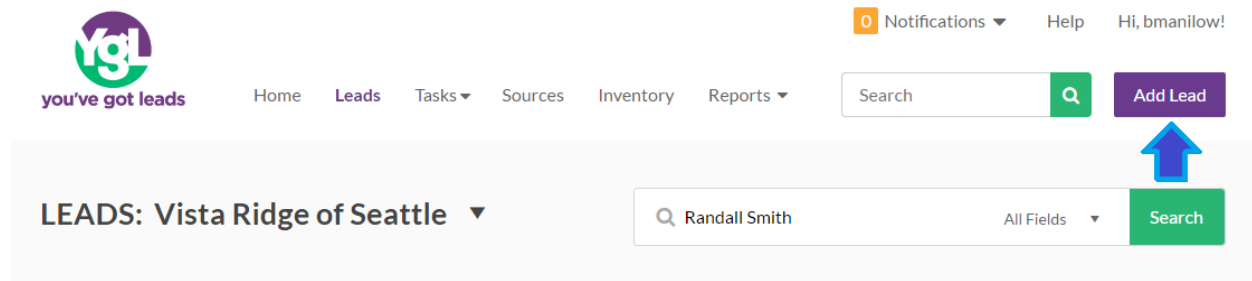 0 Notifications Help Hi, bmanilow!
YGL
you've got leads
Home Leads Tasks Sources Inventory Reports Search Add Lead
LEADS: Vista Ridge of Seattle Randall Smith All Fields Search